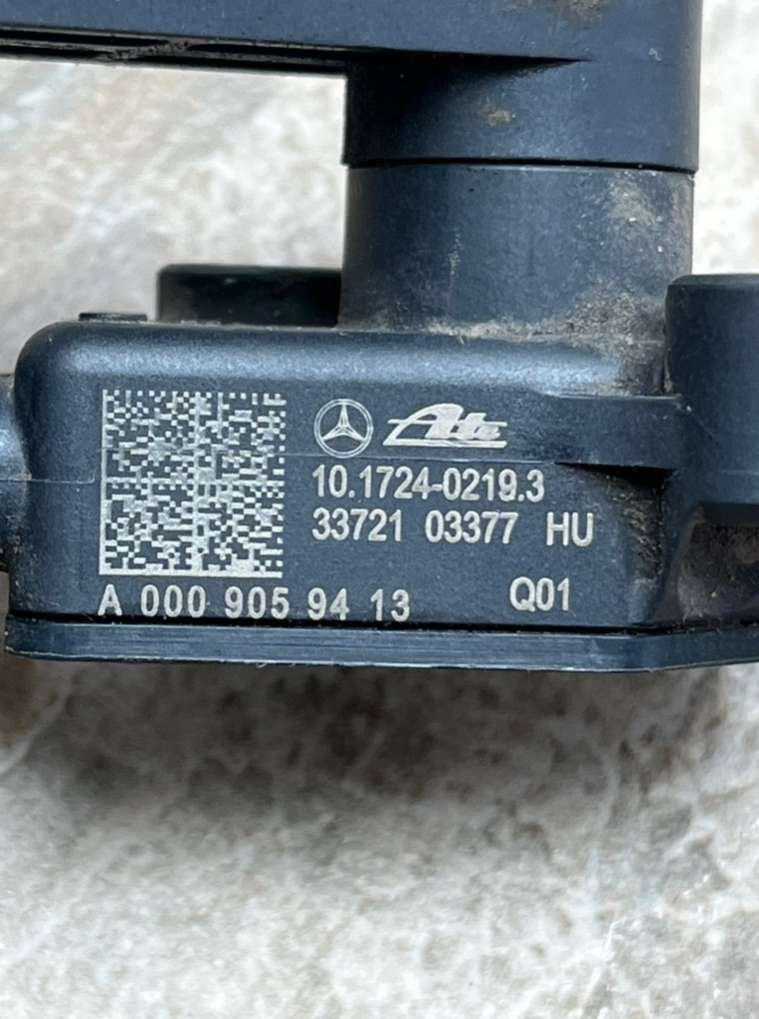 Ate
10.1724-0219.3
33721 03377 HU
A 000 905 94 13 Q01